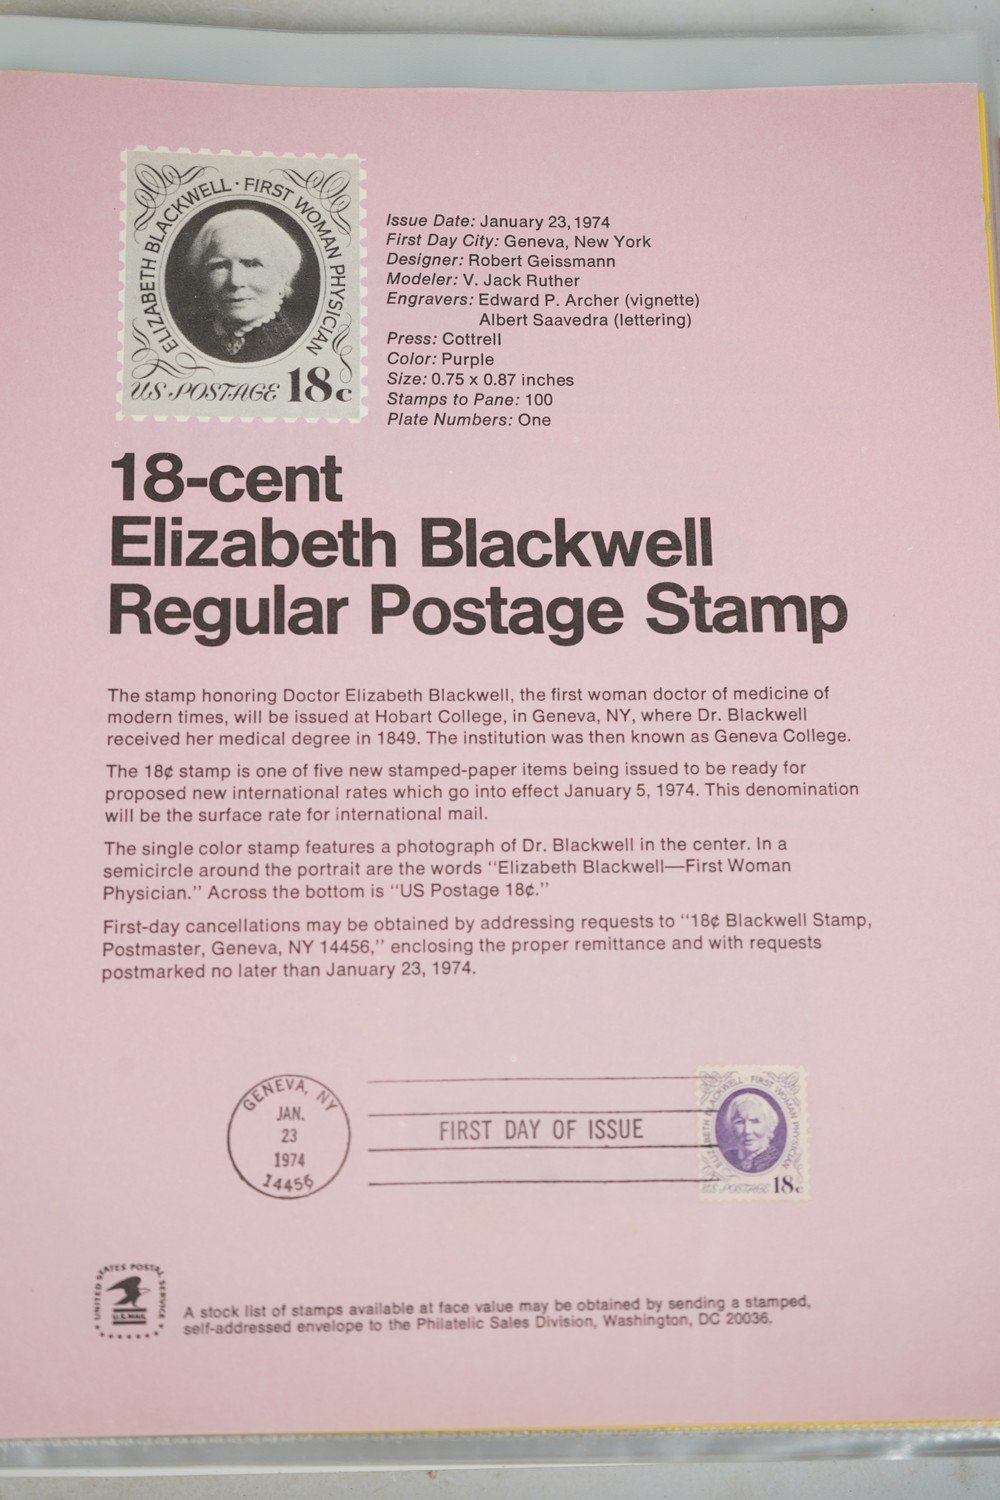 ELIZABETH BLACKWELL · FIRST WOMAN PHYSICIAN
US POSTAGE 18c
Issue Date: January 23, 1974
First Day City: Geneva, New York
Designer: Robert Geissmann
Modeler: V. Jack Ruther
Engravers: Edward P. Archer (vignette)
Albert Saavedra (lettering)
Press: Cottrell
Color: Purple
Size: 0.75 x 0.87 inches
Stamps to Pane: 100
Plate Numbers: One
18-cent
Elizabeth Blackwell
Regular Postage Stamp
The stamp honoring Doctor Elizabeth Blackwell, the first woman doctor of medicine of
modern times, will be issued at Hobart College, in Geneva, NY, where Dr. Blackwell
received her medical degree in 1849. The institution was then known as Geneva College.
The 18¢ stamp is one of five new stamped-paper items being issued to be ready for
proposed new international rates which go into effect January 5, 1974. This denomination
will be the surface rate for international mail.
The single color stamp features a photograph of Dr. Blackwell in the center. In a
semicircle around the portrait are the words “Elizabeth Blackwell—First Woman
Physician.” Across the bottom is “US Postage 18¢.”
First-day cancellations may be obtained by addressing requests to “18¢ Blackwell Stamp,
Postmaster, Geneva, NY 14456,” enclosing the proper remittance and with requests
postmarked no later than January 23, 1974.
GENEVA, NY
JAN.
23
1974
14456
FIRST DAY OF ISSUE
ELIZABETH BLACKWELL · FIRST WOMAN PHYSICIAN
US POSTAGE 18c
UNITED STATES POSTAL SERVICE
U.S. MAIL
A stock list of stamps available at face value may be obtained by sending a stamped,
self-addressed envelope to the Philatelic Sales Division, Washington, DC 20036.